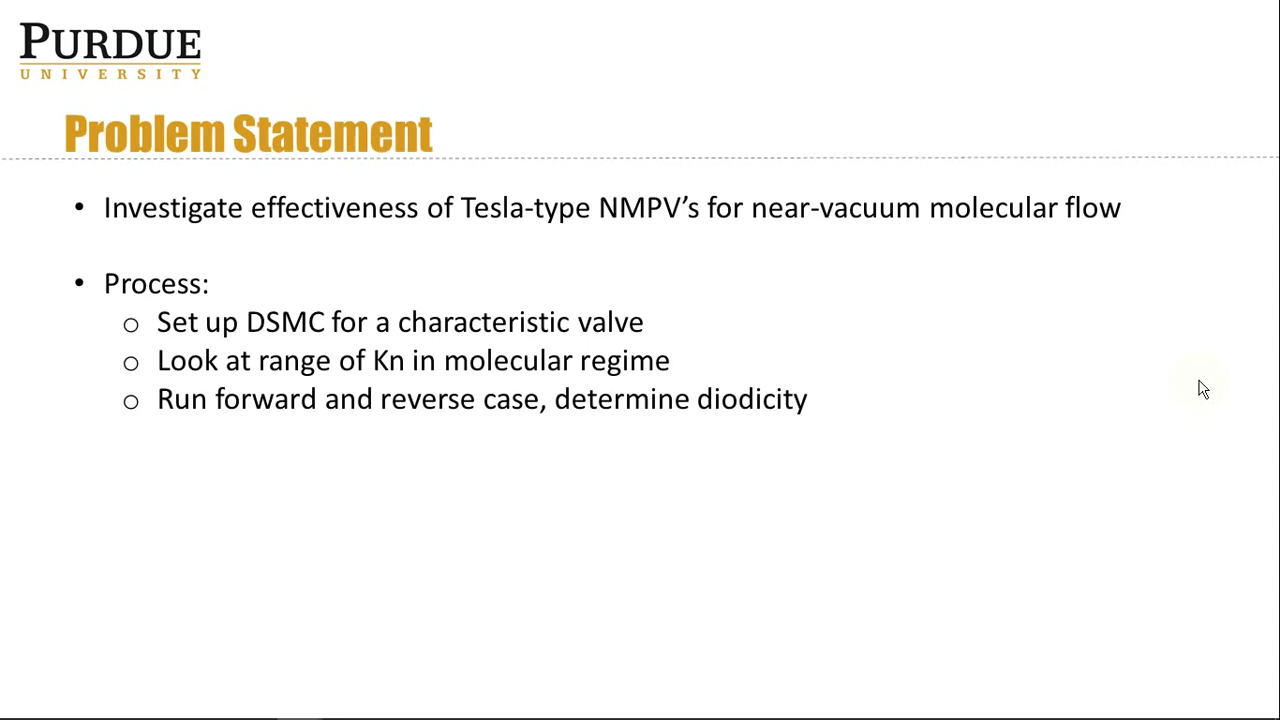 PURDUE
UNIVERSITY
Problem Statement
• Investigate effectiveness of Tesla-type NMPV’s for near-vacuum molecular flow
• Process:
o Set up DSMC for a characteristic valve
o Look at range of Kn in molecular regime
o Run forward and reverse case, determine diodicity